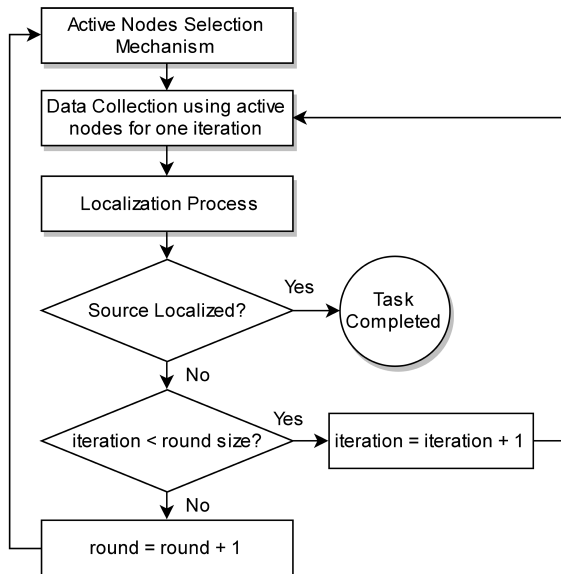 Active Nodes Selection
Mechanism
Data Collection using active
nodes for one iteration
Localization Process
Source Localized?
Yes
Task
Completed
No
iteration < round size?
Yes
iteration = iteration + 1
No
round = round + 1